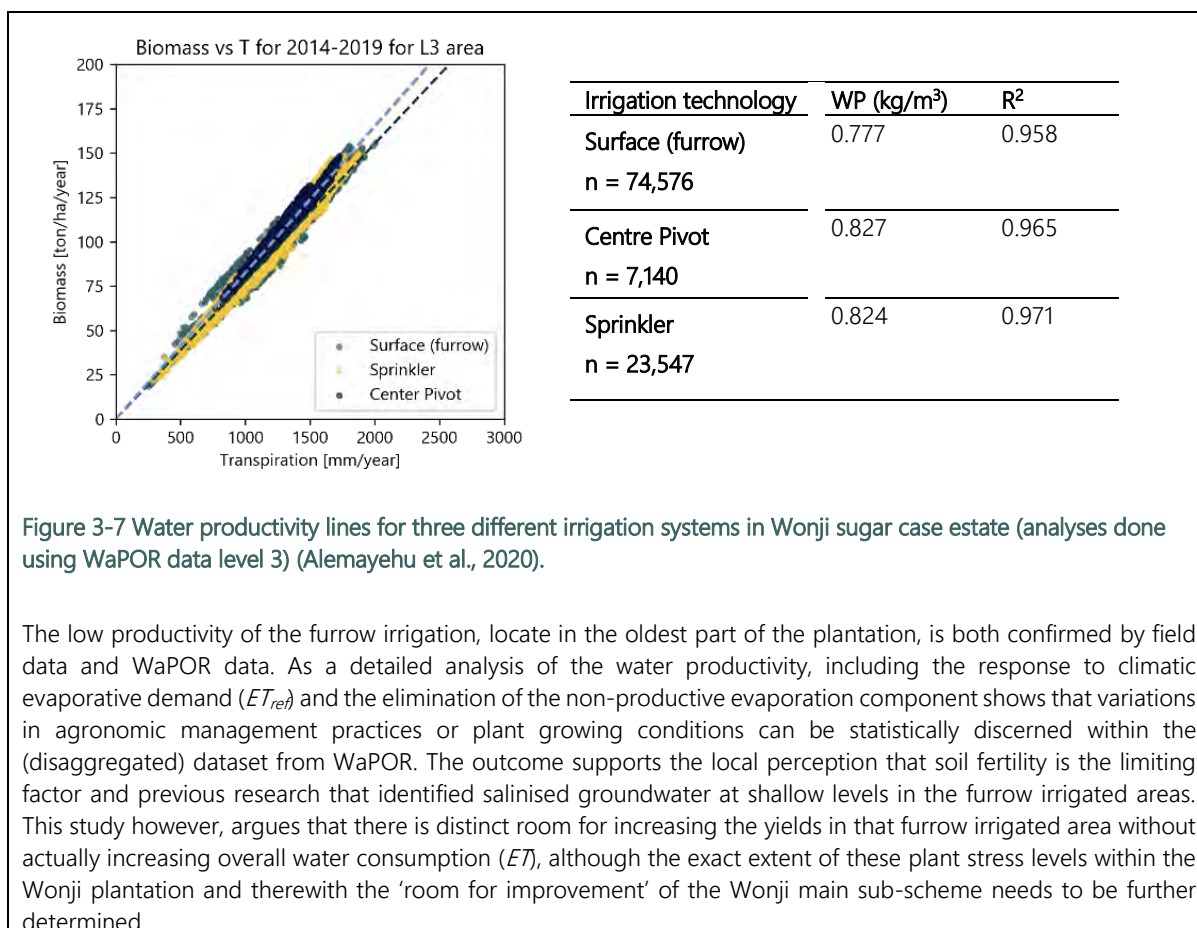 Biomass vs T for 2014-2019 for L3 area
200
175
150
125
100
75
50
25
0
Biomass [ton/ha/year]
Surface (furrow)
Sprinkler
Center Pivot
0 500 1000 1500 2000 2500 3000
Transpiration [mm/year]
Irrigation technology WP (kg/m³) R²
Surface (furrow) 0.777 0.958
n = 74,576
Centre Pivot 0.827 0.965
n = 7,140
Sprinkler 0.824 0.971
n = 23,547
Figure 3-7 Water productivity lines for three different irrigation systems in Wonji sugar case estate (analyses done
using WaPOR data level 3) (Alemayehu et al., 2020).
The low productivity of the furrow irrigation, locate in the oldest part of the plantation, is both confirmed by field
data and WaPOR data. As a detailed analysis of the water productivity, including the response to climatic
evaporative demand (ETref) and the elimination of the non-productive evaporation component shows that variations
in agronomic management practices or plant growing conditions can be statistically discerned within the
(disaggregated) dataset from WaPOR. The outcome supports the local perception that soil fertility is the limiting
factor and previous research that identified salinised groundwater at shallow levels in the furrow irrigated areas.
This study however, argues that there is distinct room for increasing the yields in that furrow irrigated area without
actually increasing overall water consumption (ET), although the exact extent of these plant stress levels within the
Wonji plantation and therewith the 'room for improvement' of the Wonji main sub-scheme needs to be further
determined